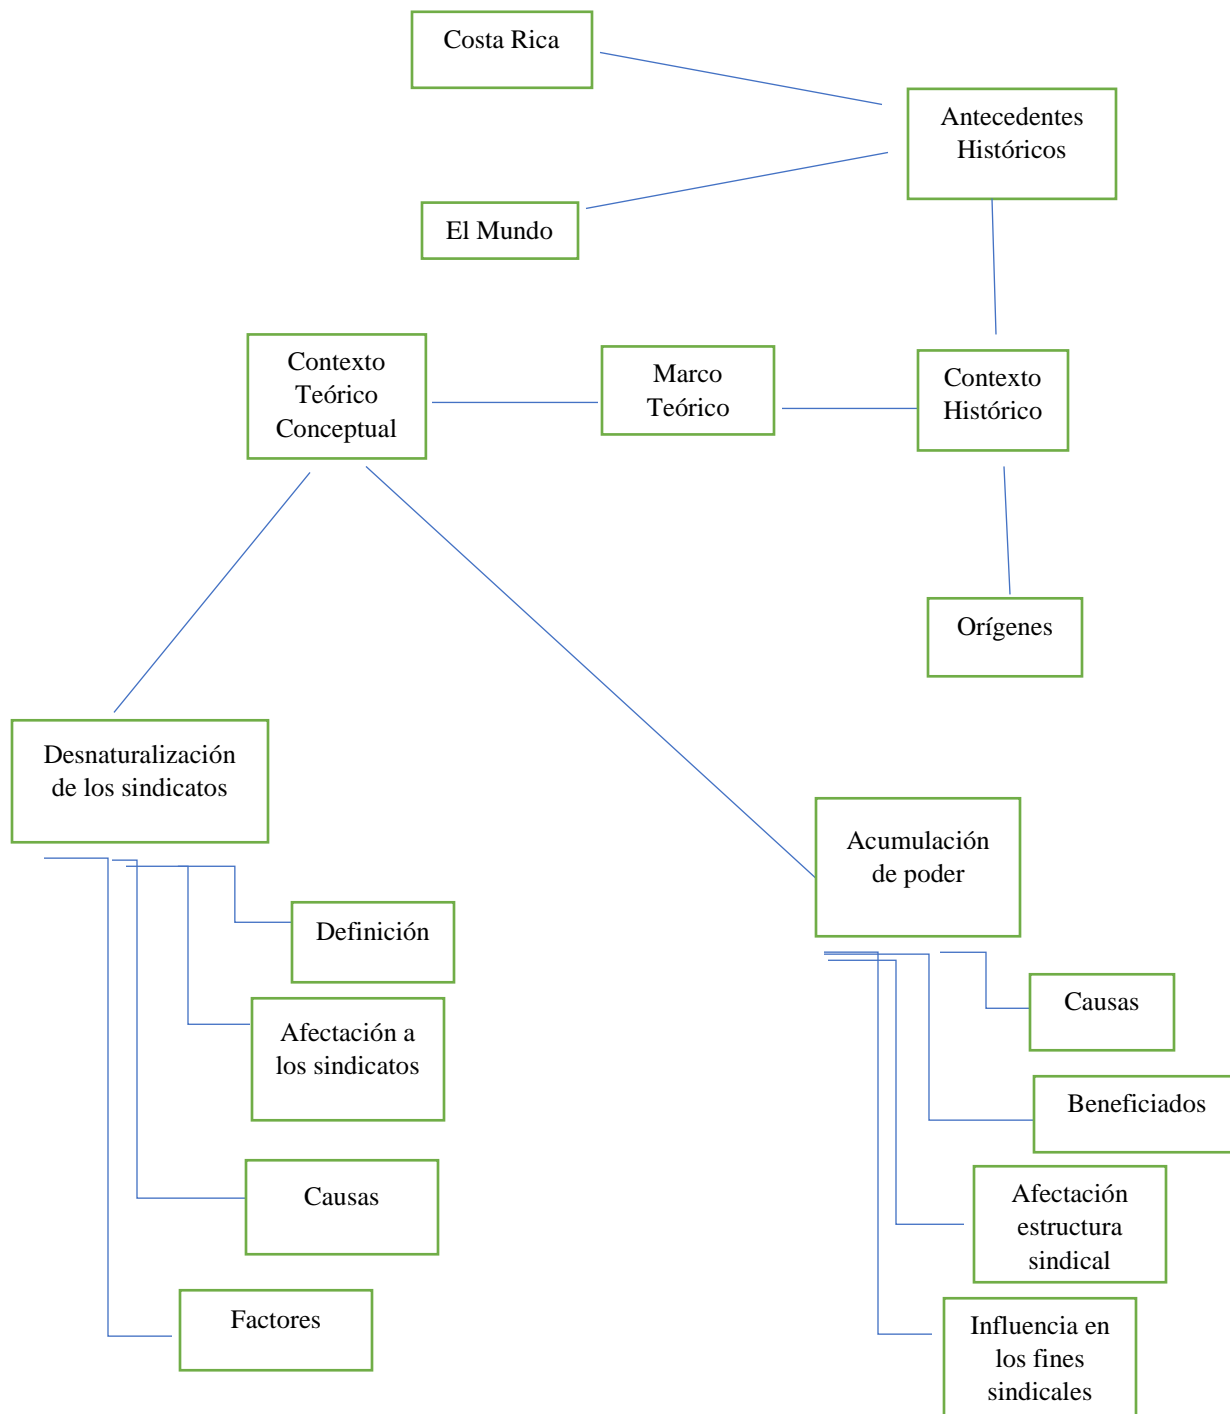 Costa Rica
Antecedentes
Históricos
El Mundo
Contexto
Teórico
Conceptual
Marco
Teórico
Contexto
Histórico
Orígenes
Desnaturalización
de los sindicatos
Acumulación
de poder
Definición
Afectación a
los sindicatos
Causas
Factores
Causas
Beneficiados
Afectación
estructura
sindical
Influencia en
los fines
sindicales